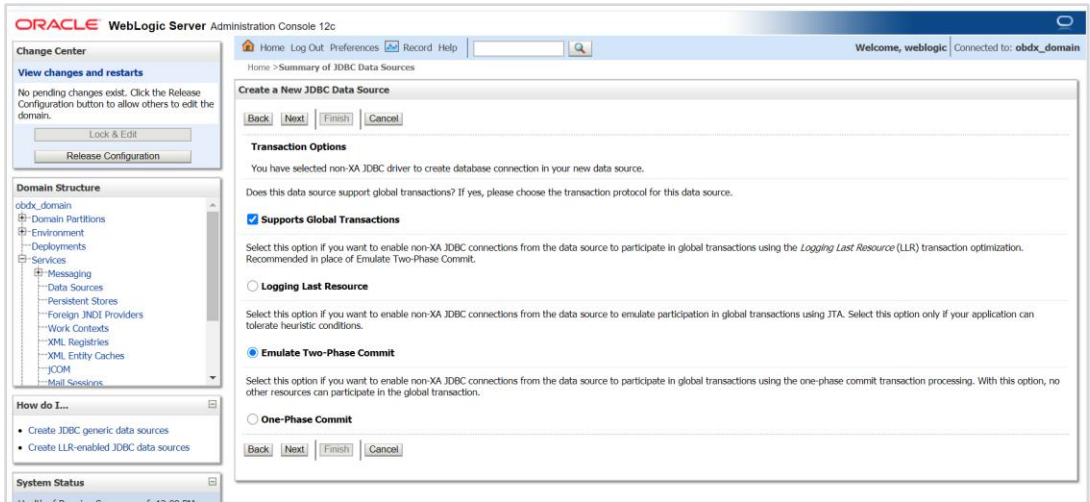 ORACLE WebLogic Server Administration Console 12c
Change Center
View changes and restarts
No pending changes exist. Click the Release
Configuration button to allow others to edit the
domain.
Lock & Edit
Release Configuration
Domain Structure
obdx_domain
Domain Partitions
Environment
Deployments
Services
Messaging
Data Sources
Persistent Stores
Foreign JNDI Providers
Work Contexts
XML Registries
XML Entity Caches
jCOM
Mail Sessions
How do I...
Create JDBC generic data sources
Create LLR-enabled JDBC data sources
System Status
Home Log Out Preferences Record Help
Welcome, weblogic Connected to: obdx_domain
Home >Summary of JDBC Data Sources
Create a New JDBC Data Source
Back Next Finish Cancel
Transaction Options
You have selected non-XA JDBC driver to create database connection in your new data source.
Does this data source support global transactions? If yes, please choose the transaction protocol for this data source.
Supports Global Transactions
Select this option if you want to enable non-XA JDBC connections from the data source to participate in global transactions using the Logging Last Resource (LLR) transaction optimization.
Recommended in place of Emulate Two-Phase Commit.
Logging Last Resource
Select this option if you want to enable non-XA JDBC connections from the data source to emulate participation in global transactions using JTA. Select this option only if your application can
tolerate heuristic conditions.
Emulate Two-Phase Commit
Select this option if you want to enable non-XA JDBC connections from the data source to participate in global transactions using the one-phase commit transaction processing. With this option, no
other resources can participate in the global transaction.
One-Phase Commit
Back Next Finish Cancel